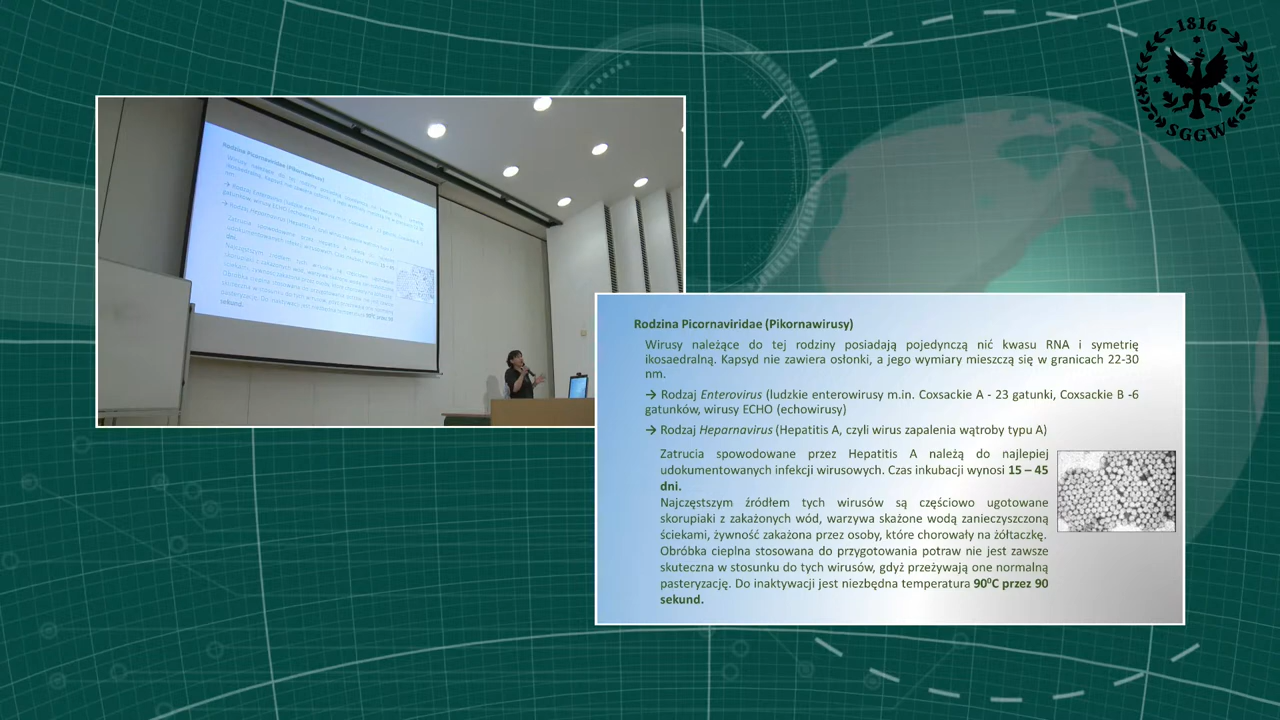 1816
SGGW
Rodzina Picornaviridae (Pikornawirusy)
Rodzina Picornaviridae (Pikornawirusy)
Wirusy należące do tej rodziny posiadają pojedynczą nić kwasu RNA i symetrię
ikosaedralną. Kapsyd nie zawiera osłonki, a jego wymiary mieszczą się w granicach 22-30
nm.
→ Rodzaj Enterovirus (ludzkie enterowirusy m.in. Coxsackie A - 23 gatunki, Coxsackie B -6
gatunków, wirusy ECHO (echowirusy)
→ Rodzaj Heparnavirus (Hepatitis A, czyli wirus zapalenia wątroby typu A)
Zatrucia spowodowane przez Hepatitis A należą do najlepiej
udokumentowanych infekcji wirusowych. Czas inkubacji wynosi 15 – 45
dni.
Najczęstszym źródłem tych wirusów są częściowo ugotowane
skorupiaki z zakażonych wód, warzywa skażone wodą zanieczyszczoną
ściekami, żywność zakażona przez osoby, które chorowały na żółtaczkę.
Obróbka cieplna stosowana do przygotowania potraw nie jest zawsze
skuteczna w stosunku do tych wirusów, gdyż przeżywają one normalną
pasteryzację. Do inaktywacji jest niezbędna temperatura 90⁰C przez 90
sekund.